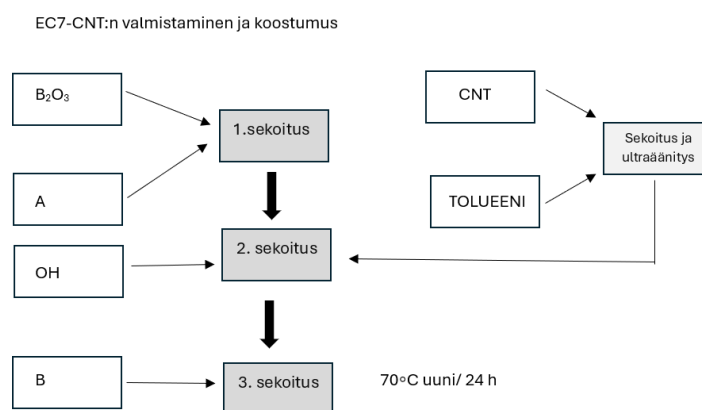 EC7-CNT:n valmistaminen ja koostumus
B₂O₃
CNT
1.sekoitus
Sekoitus ja
ultraäänitys
A
TOLUEENI
2. sekoitus
OH
B
3. sekoitus
70◦C uuni/ 24 h